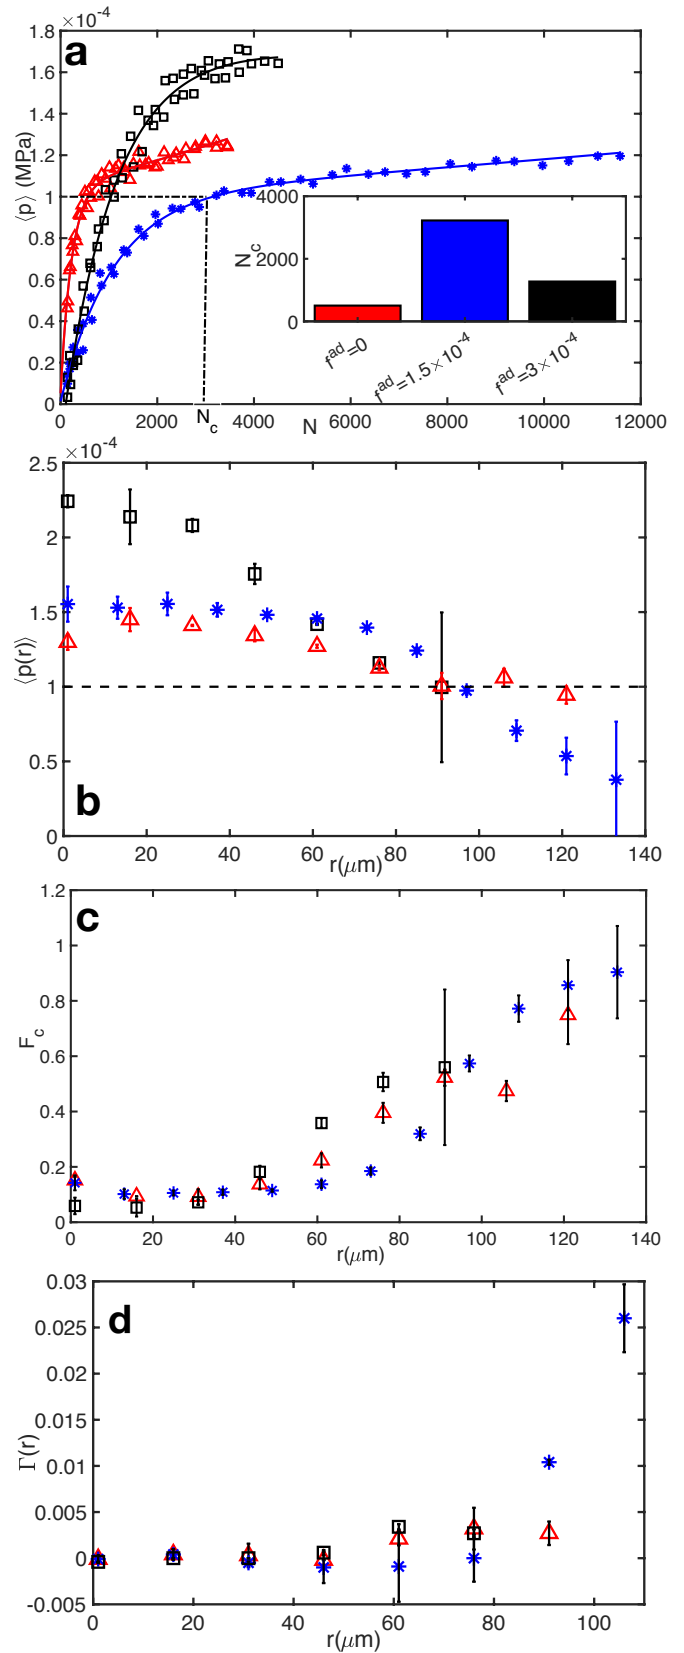 ×10⁻⁴
a
1.8
1.6
1.4
1.2
1
0.8
0.6
0.4
0.2
0
⟨p⟩ (MPa)
0 2000 4000 6000 8000 10000 12000
N_c
N
4000
2000
0
N_c
f^ad=0
f^ad=1.5×10⁻⁴
f^ad=3×10⁻⁴
×10⁻⁴
2.5
2
1.5
1
0.5
0
⟨p(r)⟩
b
0 20 40 60 80 100 120 140
r(μm)
c
1.2
1
0.8
0.6
0.4
0.2
0
F_c
0 20 40 60 80 100 120 140
r(μm)
d
0.03
0.025
0.02
0.015
0.01
0.005
0
-0.005
Γ(r)
0 20 40 60 80 100
r(μm)